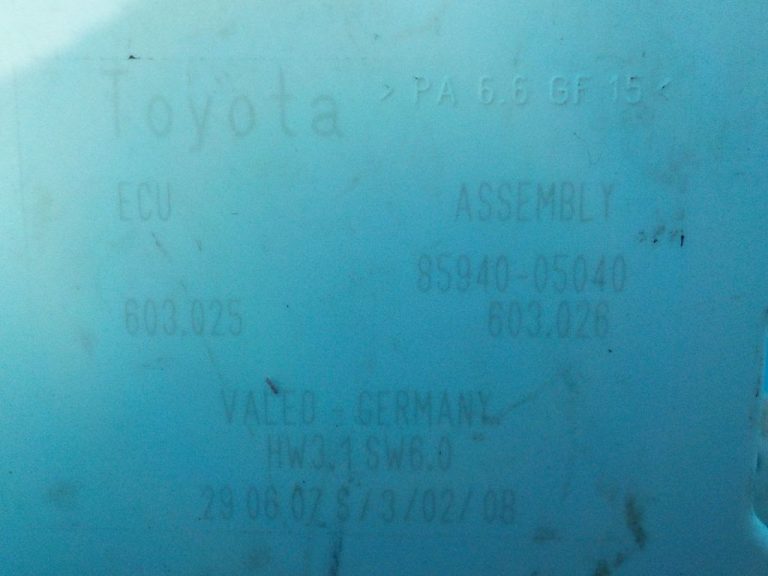 Toyota
> PA 6.6 GF 15 <
ECU ASSEMBLY
85940-05040
603.025 603.026
VALEO - GERMANY
HW3.1 SW6.0
29 06 07 S/3/02/08